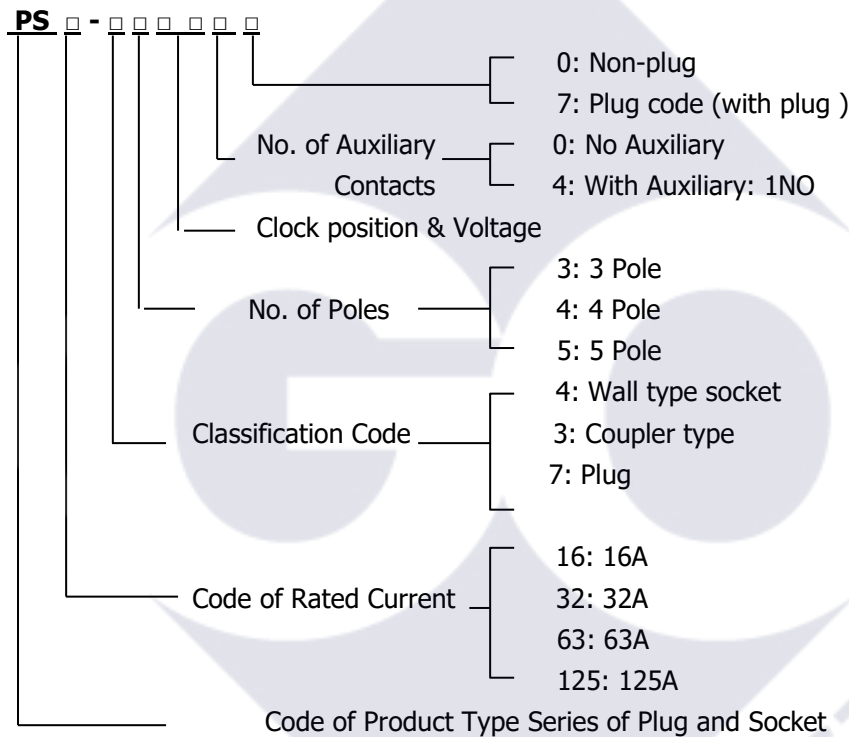 PS □ - □ □ □ □ □ □
0: Non-plug
7: Plug code (with plug )
No. of Auxiliary Contacts
0: No Auxiliary
4: With Auxiliary: 1NO
Clock position & Voltage
No. of Poles
3: 3 Pole
4: 4 Pole
5: 5 Pole
Classification Code
4: Wall type socket
3: Coupler type
7: Plug
Code of Rated Current
16: 16A
32: 32A
63: 63A
125: 125A
Code of Product Type Series of Plug and Socket